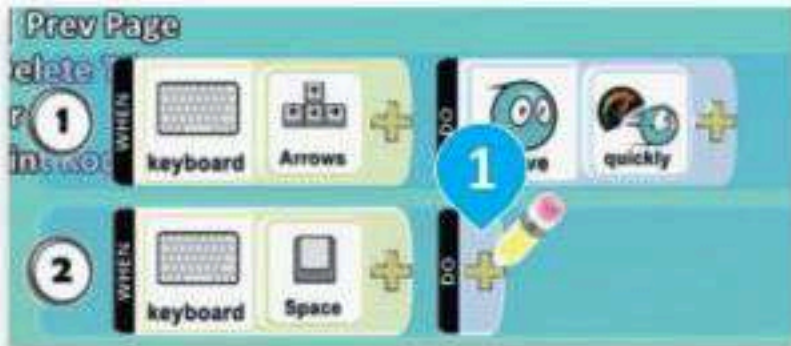 Prev Page
1 WHEN keyboard Arrows DO quickly
1
2 WHEN keyboard Space DO